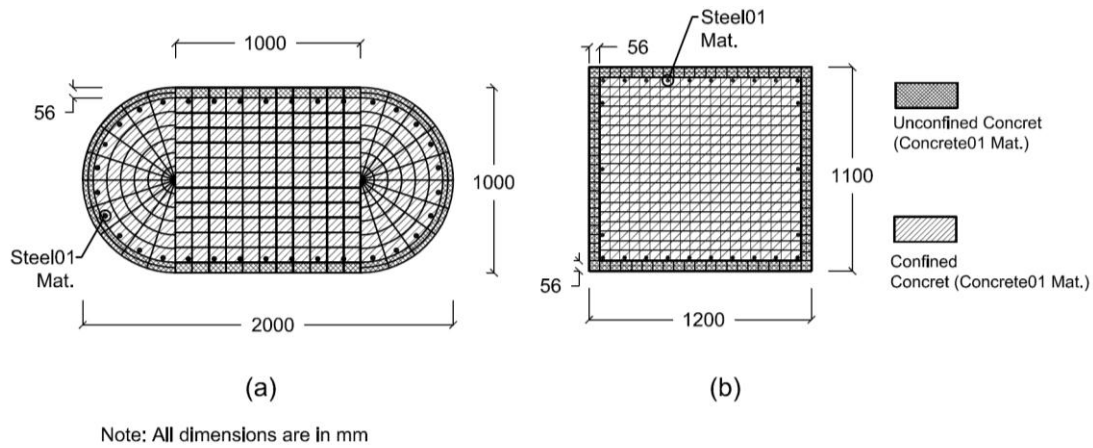 1000
56
1000
Steel01
Mat.
2000
(a)
Steel01
Mat.
56
1100
56
1200
(b)
Unconfined Concret
(Concrete01 Mat.)
Confined
Concret (Concrete01 Mat.)
Note: All dimensions are in mm